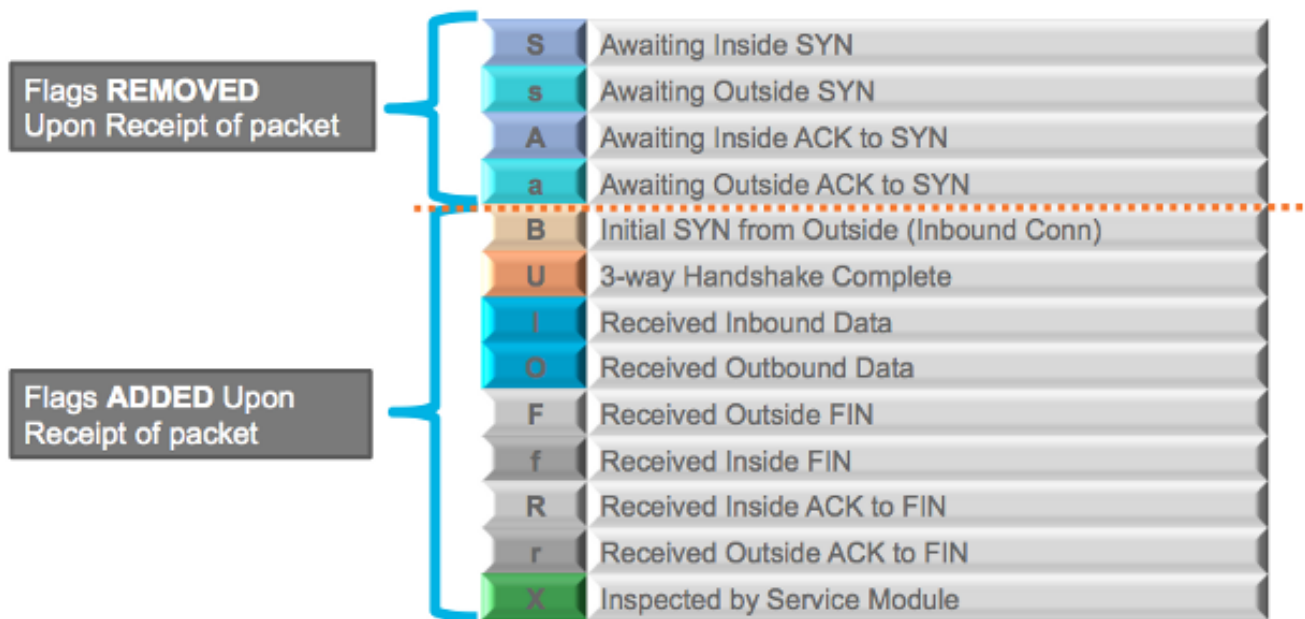 Flags REMOVED
Upon Receipt of packet
S Awaiting Inside SYN
s Awaiting Outside SYN
A Awaiting Inside ACK to SYN
a Awaiting Outside ACK to SYN
Flags ADDED Upon
Receipt of packet
B Initial SYN from Outside (Inbound Conn)
U 3-way Handshake Complete
I Received Inbound Data
O Received Outbound Data
F Received Outside FIN
f Received Inside FIN
R Received Inside ACK to FIN
r Received Outside ACK to FIN
X Inspected by Service Module